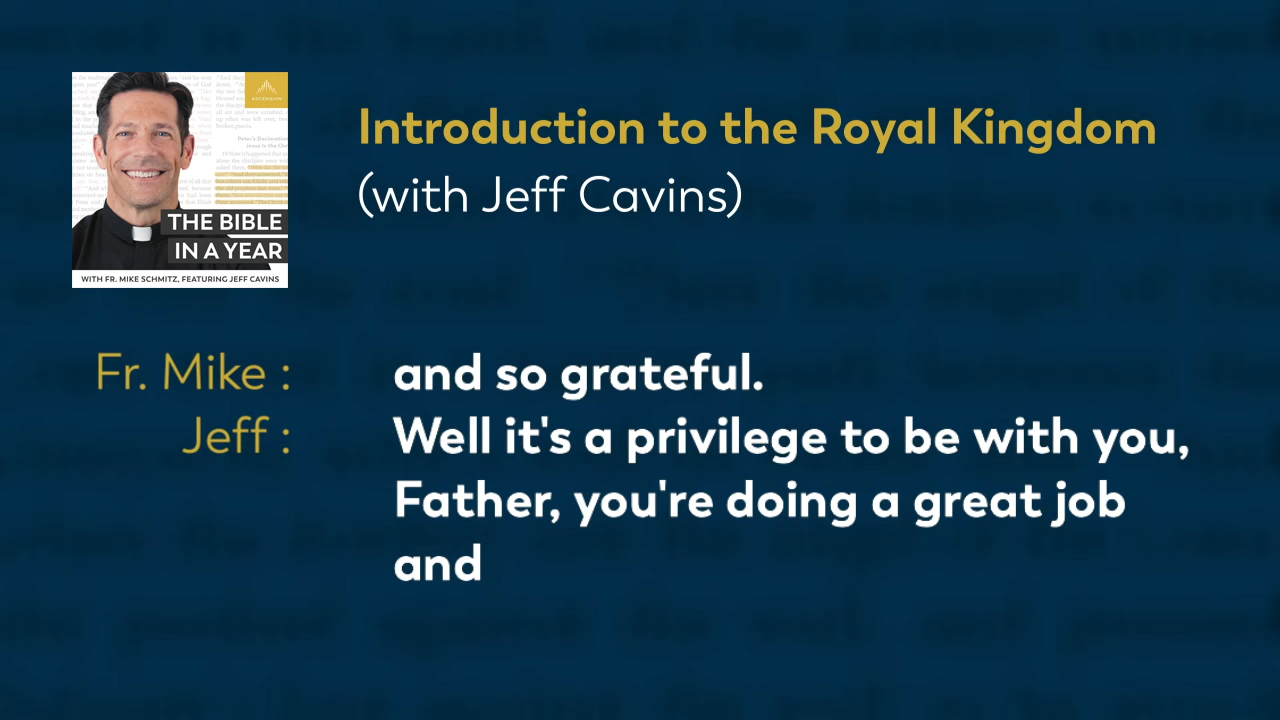 ASCENSION
Introduction to the Royal Kingdom
(with Jeff Cavins)
THE BIBLE
IN A YEAR
WITH FR. MIKE SCHMITZ, FEATURING JEFF CAVINS
Fr. Mike : and so grateful.
Jeff : Well it's a privilege to be with you,
Father, you're doing a great job
and